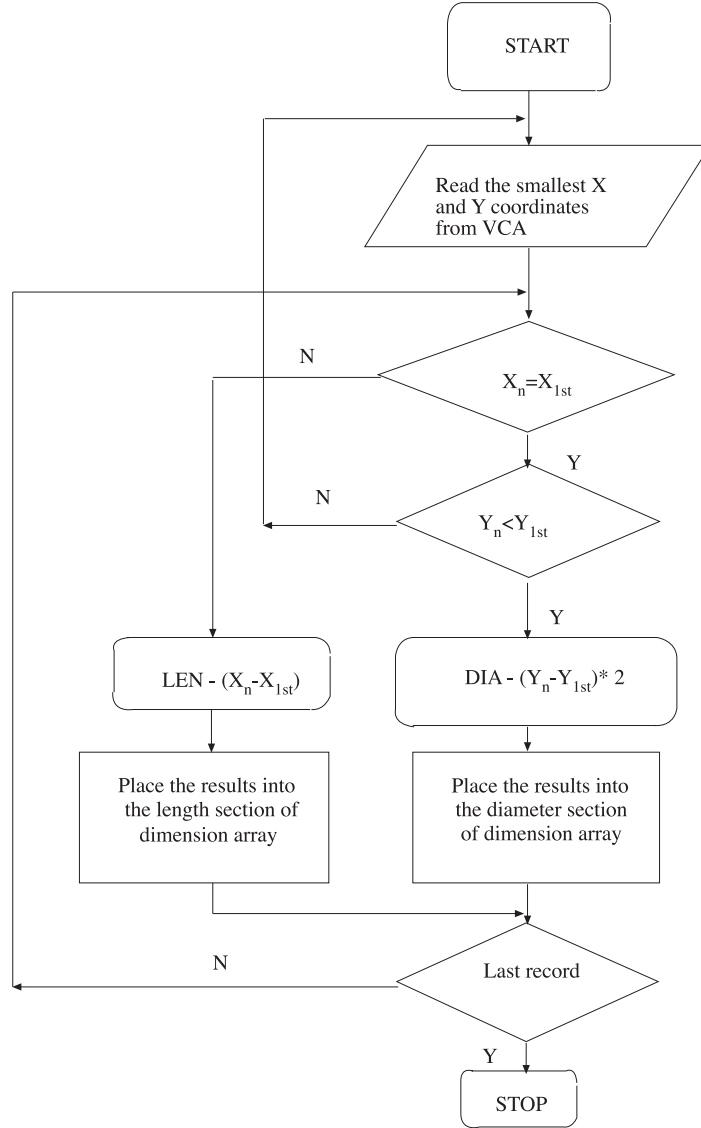 START
Read the smallest X
and Y coordinates
from VCA
N
Xₙ=X₁ₛₜ
Y
N
Yₙ<Y₁ₛₜ
Y
LEN - (Xₙ-X₁ₛₜ)
DIA - (Yₙ-Y₁ₛₜ)* 2
Place the results into
the length section of
dimension array
Place the results into
the diameter section
of dimension array
N
Last record
Y
STOP